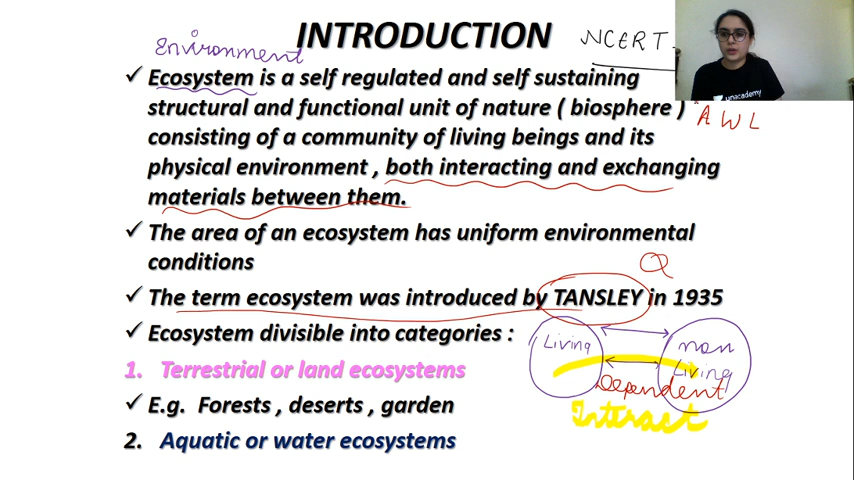 INTRODUCTION
NCERT
Environment
✓ Ecosystem is a self regulated and self sustaining
structural and functional unit of nature ( biosphere )
consisting of a community of living beings and its
physical environment , both interacting and exchanging
materials between them.
unacademy
A W L
✓ The area of an ecosystem has uniform environmental
conditions
Q
✓ The term ecosystem was introduced by TANSLEY in 1935
✓ Ecosystem divisible into categories :
Living
non
Living
Dependent
Interact
1. Terrestrial or land ecosystems
✓ E.g. Forests , deserts , garden
2. Aquatic or water ecosystems